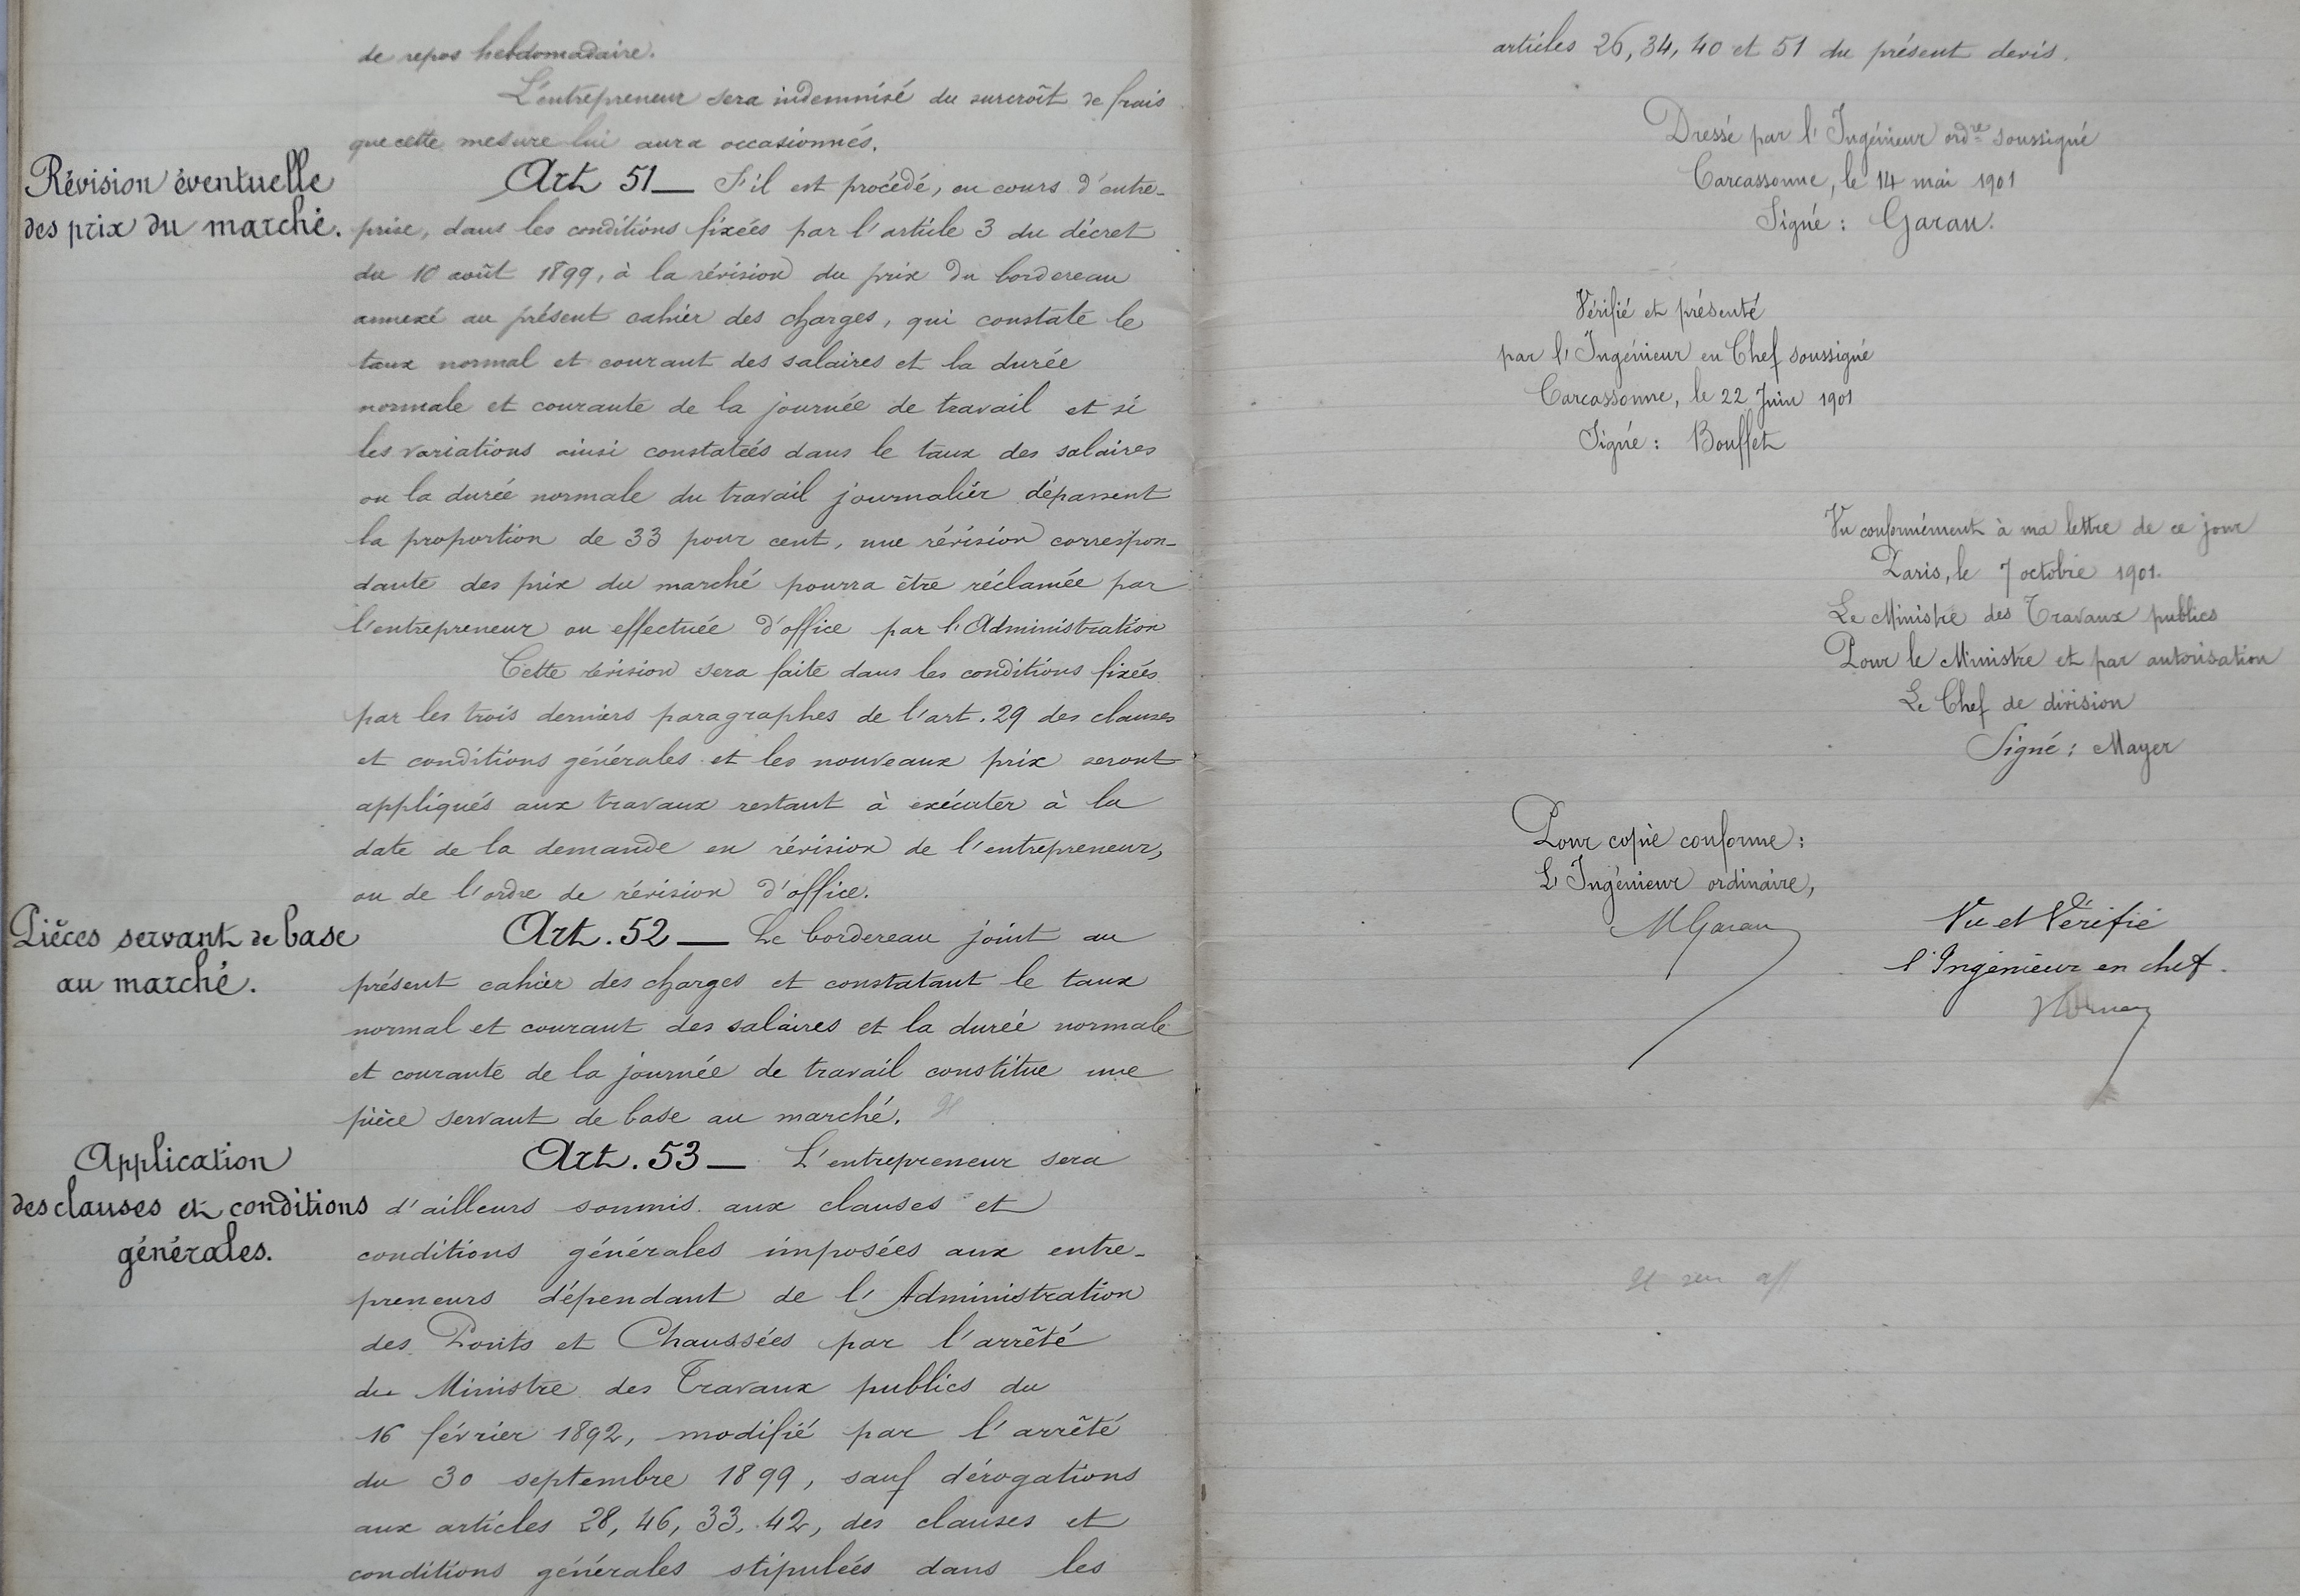 de repos hebdomadaire.
L'entrepreneur sera indemnisé du surcroît de frais
que cette mesure lui aura occasionnés.
Révision éventuelle
des prix du marché.
Art 51 — S'il est procédé, en cours d'entre-
prise, dans les conditions fixées par l'article 3 du décret
du 10 août 1899, à la révision du prix du bordereau
annexé au présent cahier des charges, qui constate le
taux normal et courant des salaires et la durée
normale et courante de la journée de travail et si
les variations ainsi constatées dans le taux des salaires
ou la durée normale du travail journalier dépassent
la proportion de 33 pour cent, une révision correspon-
dante des prix du marché pourra être réclamée par
l'entrepreneur ou effectuée d'office par l'Administration
Cette révision sera faite dans les conditions fixées
par les trois derniers paragraphes de l'art. 29 des clauses
et conditions générales et les nouveaux prix seront
appliqués aux travaux restant à exécuter à la
date de la demande en révision de l'entrepreneur,
ou de l'ordre de révision d'office.
Pièces servant de base
au marché.
Art. 52 — Le bordereau joint au
présent cahier des charges et constatant le taux
normal et courant des salaires et la durée normale
et courante de la journée de travail constitue une
pièce servant de base au marché.
Application
des clauses et conditions
générales.
Art. 53 — L'entrepreneur sera
d'ailleurs soumis aux clauses et
conditions générales imposées aux entre-
preneurs dépendant de l'Administration
des Ponts et Chaussées par l'arrêté
du Ministre des Travaux publics du
16 février 1892, modifié par l'arrêté
du 30 septembre 1899, sauf dérogations
aux articles 28, 46, 33, 42, des clauses et
conditions générales stipulées dans les
articles 26, 34, 40 et 51 du présent devis.
Dressé par l'Ingénieur ord.re soussigné
Carcassonne, le 14 mai 1901
Signé : Garau.
Vérifié et présenté
par l'Ingénieur en Chef soussigné
Carcassonne, le 22 Juin 1901
Signé : Bouffet
Vu conformément à ma lettre de ce jour
Paris, le 7 octobre 1901.
Le Ministre des Travaux publics
Pour le Ministre et par autorisation
Le Chef de division
Signé : Mayer
Pour copie conforme :
L'Ingénieur ordinaire,
MGarau
Vu et Vérifié
l'Ingénieur en chef.